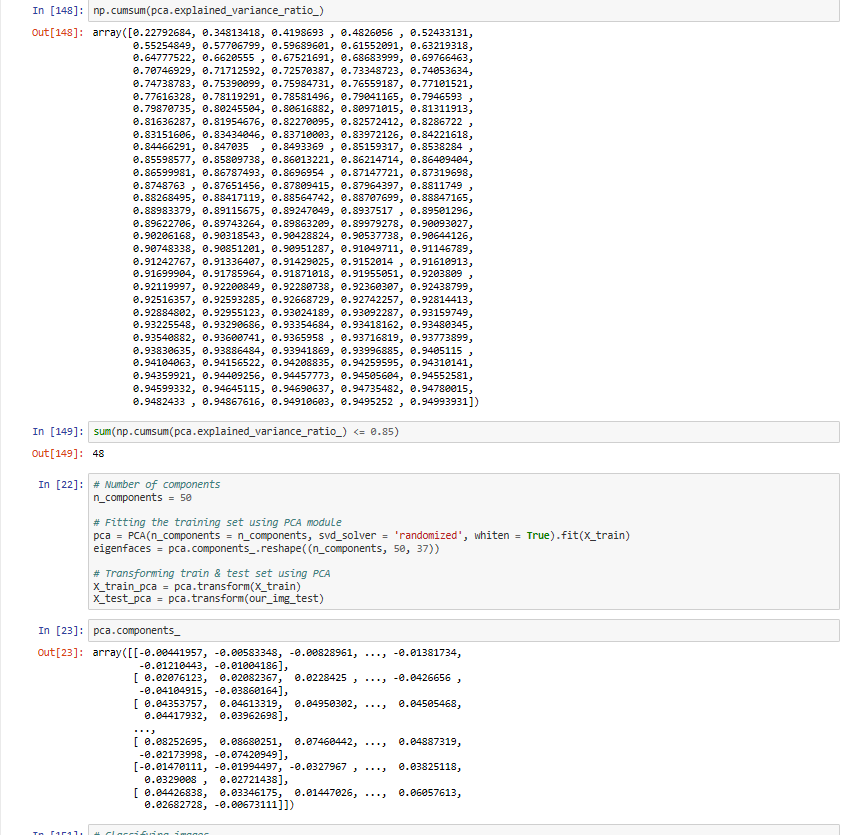 In [148]: np.cumsum(pca.explained_variance_ratio_)
Out[148]: array([0.22792684, 0.34813418, 0.4198693 , 0.4826056 , 0.52433131,
0.55254849, 0.57706799, 0.59689601, 0.61552091, 0.63219318,
0.64777522, 0.6620555 , 0.67521691, 0.68683999, 0.69766463,
0.70746929, 0.71712592, 0.72570387, 0.73348723, 0.74053634,
0.74738783, 0.75390099, 0.75984731, 0.76559187, 0.77101521,
0.77616328, 0.78119291, 0.78581496, 0.79041165, 0.7946593 ,
0.79870735, 0.80245504, 0.80616882, 0.80971015, 0.81311913,
0.81636287, 0.81954676, 0.82270095, 0.82572412, 0.8286722 ,
0.83151606, 0.83434046, 0.83710003, 0.83972126, 0.84221618,
0.84466291, 0.847035  , 0.8493369 , 0.85159317, 0.8538284 ,
0.85598577, 0.85809738, 0.86013221, 0.86214714, 0.86409404,
0.86599981, 0.86787493, 0.8696954 , 0.87147721, 0.87319698,
0.8748763 , 0.87651456, 0.87809415, 0.87964397, 0.8811749 ,
0.88268495, 0.88417119, 0.88564742, 0.88707699, 0.88847165,
0.88983379, 0.89115675, 0.89247049, 0.8937517 , 0.89501296,
0.89622706, 0.89743264, 0.89863209, 0.89979278, 0.90093027,
0.90206168, 0.90318543, 0.90428824, 0.90537738, 0.90644126,
0.90748338, 0.90851201, 0.90951287, 0.91049711, 0.91146789,
0.91242767, 0.91336407, 0.91429025, 0.9152014 , 0.91610913,
0.91699904, 0.91785964, 0.91871018, 0.91955051, 0.9203809 ,
0.92119997, 0.92200849, 0.92280738, 0.92360307, 0.92438799,
0.92516357, 0.92593285, 0.92668729, 0.92742257, 0.92814413,
0.92884802, 0.92955123, 0.93024189, 0.93092287, 0.93159749,
0.93225548, 0.93290686, 0.93354684, 0.93418162, 0.93480345,
0.93540882, 0.93600741, 0.9365958 , 0.93716819, 0.93773899,
0.93830635, 0.93886484, 0.93941869, 0.93996885, 0.9405115 ,
0.94104063, 0.94156522, 0.94208835, 0.94259595, 0.94310141,
0.94359921, 0.94409256, 0.94457773, 0.94505604, 0.94552581,
0.94599332, 0.94645115, 0.94690637, 0.94735482, 0.94780015,
0.9482433 , 0.94867616, 0.94910603, 0.9495252 , 0.94993931])
In [149]: sum(np.cumsum(pca.explained_variance_ratio_) <= 0.85)
Out[149]: 48
In [22]: # Number of components
n_components = 50
# Fitting the training set using PCA module
pca = PCA(n_components = n_components, svd_solver = 'randomized', whiten = True).fit(X_train)
eigenfaces = pca.components_.reshape((n_components, 50, 37))
# Transforming train & test set using PCA
X_train_pca = pca.transform(X_train)
X_test_pca = pca.transform(our_img_test)
In [23]: pca.components_
Out[23]: array([[-0.00441957, -0.00583348, -0.00828961, ..., -0.01381734,
-0.01210443, -0.01004186],
[ 0.02076123,  0.02082367,  0.0228425 , ..., -0.0426656 ,
-0.04104915, -0.03860164],
[ 0.04353757,  0.04613319,  0.04950302, ...,  0.04505468,
0.04417932,  0.03962698],
...,
[ 0.08252695,  0.08680251,  0.07460442, ...,  0.04887319,
-0.02173998, -0.07420949],
[-0.01470111, -0.01994497, -0.0327967 , ...,  0.03825118,
0.0329008 ,  0.02721438],
[ 0.04426838,  0.03346175,  0.01447026, ...,  0.06057613,
0.02682728, -0.00673111]])
In [151]: # Classifying images